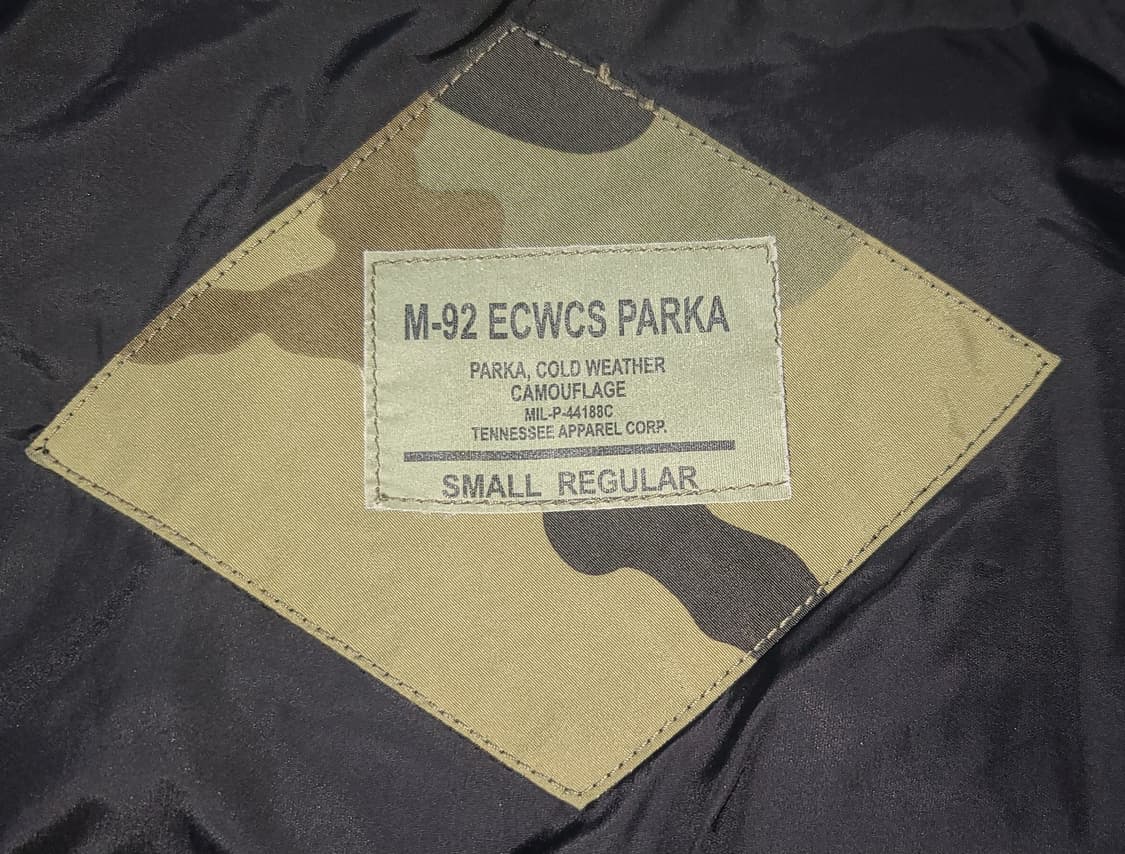 M-92 ECWCS PARKA
PARKA, COLD WEATHER
CAMOUFLAGE
MIL-P-44188C
TENNESSEE APPAREL CORP.
SMALL REGULAR